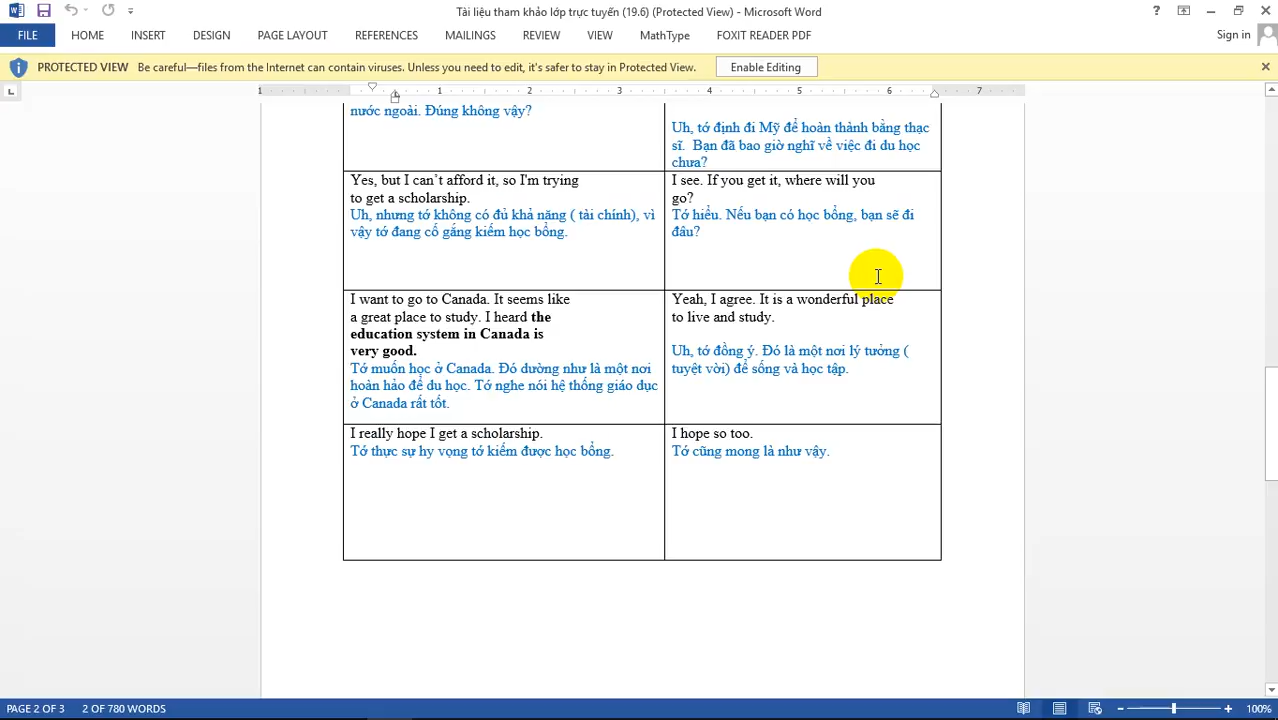 Tài liệu tham khảo lớp trực tuyến (19.6) (Protected View) - Microsoft Word
Sign in
FILE HOME INSERT DESIGN PAGE LAYOUT REFERENCES MAILINGS REVIEW VIEW MathType FOXIT READER PDF
PROTECTED VIEW Be careful—files from the Internet can contain viruses. Unless you need to edit, it's safer to stay in Protected View. Enable Editing
1 1 2 3 4 5 6 7
nước ngoài. Đúng không vậy?
Uh, tớ định đi Mỹ để hoàn thành bằng thạc
sĩ. Bạn đã bao giờ nghĩ về việc đi du học
chưa?
Yes, but I can't afford it, so I'm trying
to get a scholarship.
Uh, nhưng tớ không có đủ khả năng ( tài chính), vì
vậy tớ đang cố gắng kiếm học bổng.
I see. If you get it, where will you
go?
Tớ hiểu. Nếu bạn có học bổng, bạn sẽ đi
đâu?
I want to go to Canada. It seems like
a great place to study. I heard the
education system in Canada is
very good.
Tớ muốn học ở Canada. Đó dường như là một nơi
hoàn hảo để du học. Tớ nghe nói hệ thống giáo dục
ở Canada rất tốt.
Yeah, I agree. It is a wonderful place
to live and study.
Uh, tớ đồng ý. Đó là một nơi lý tưởng (
tuyệt vời) để sống và học tập.
I really hope I get a scholarship.
Tớ thực sự hy vọng tớ kiếm được học bổng.
I hope so too.
Tớ cũng mong là như vậy.
PAGE 2 OF 3 2 OF 780 WORDS 100%